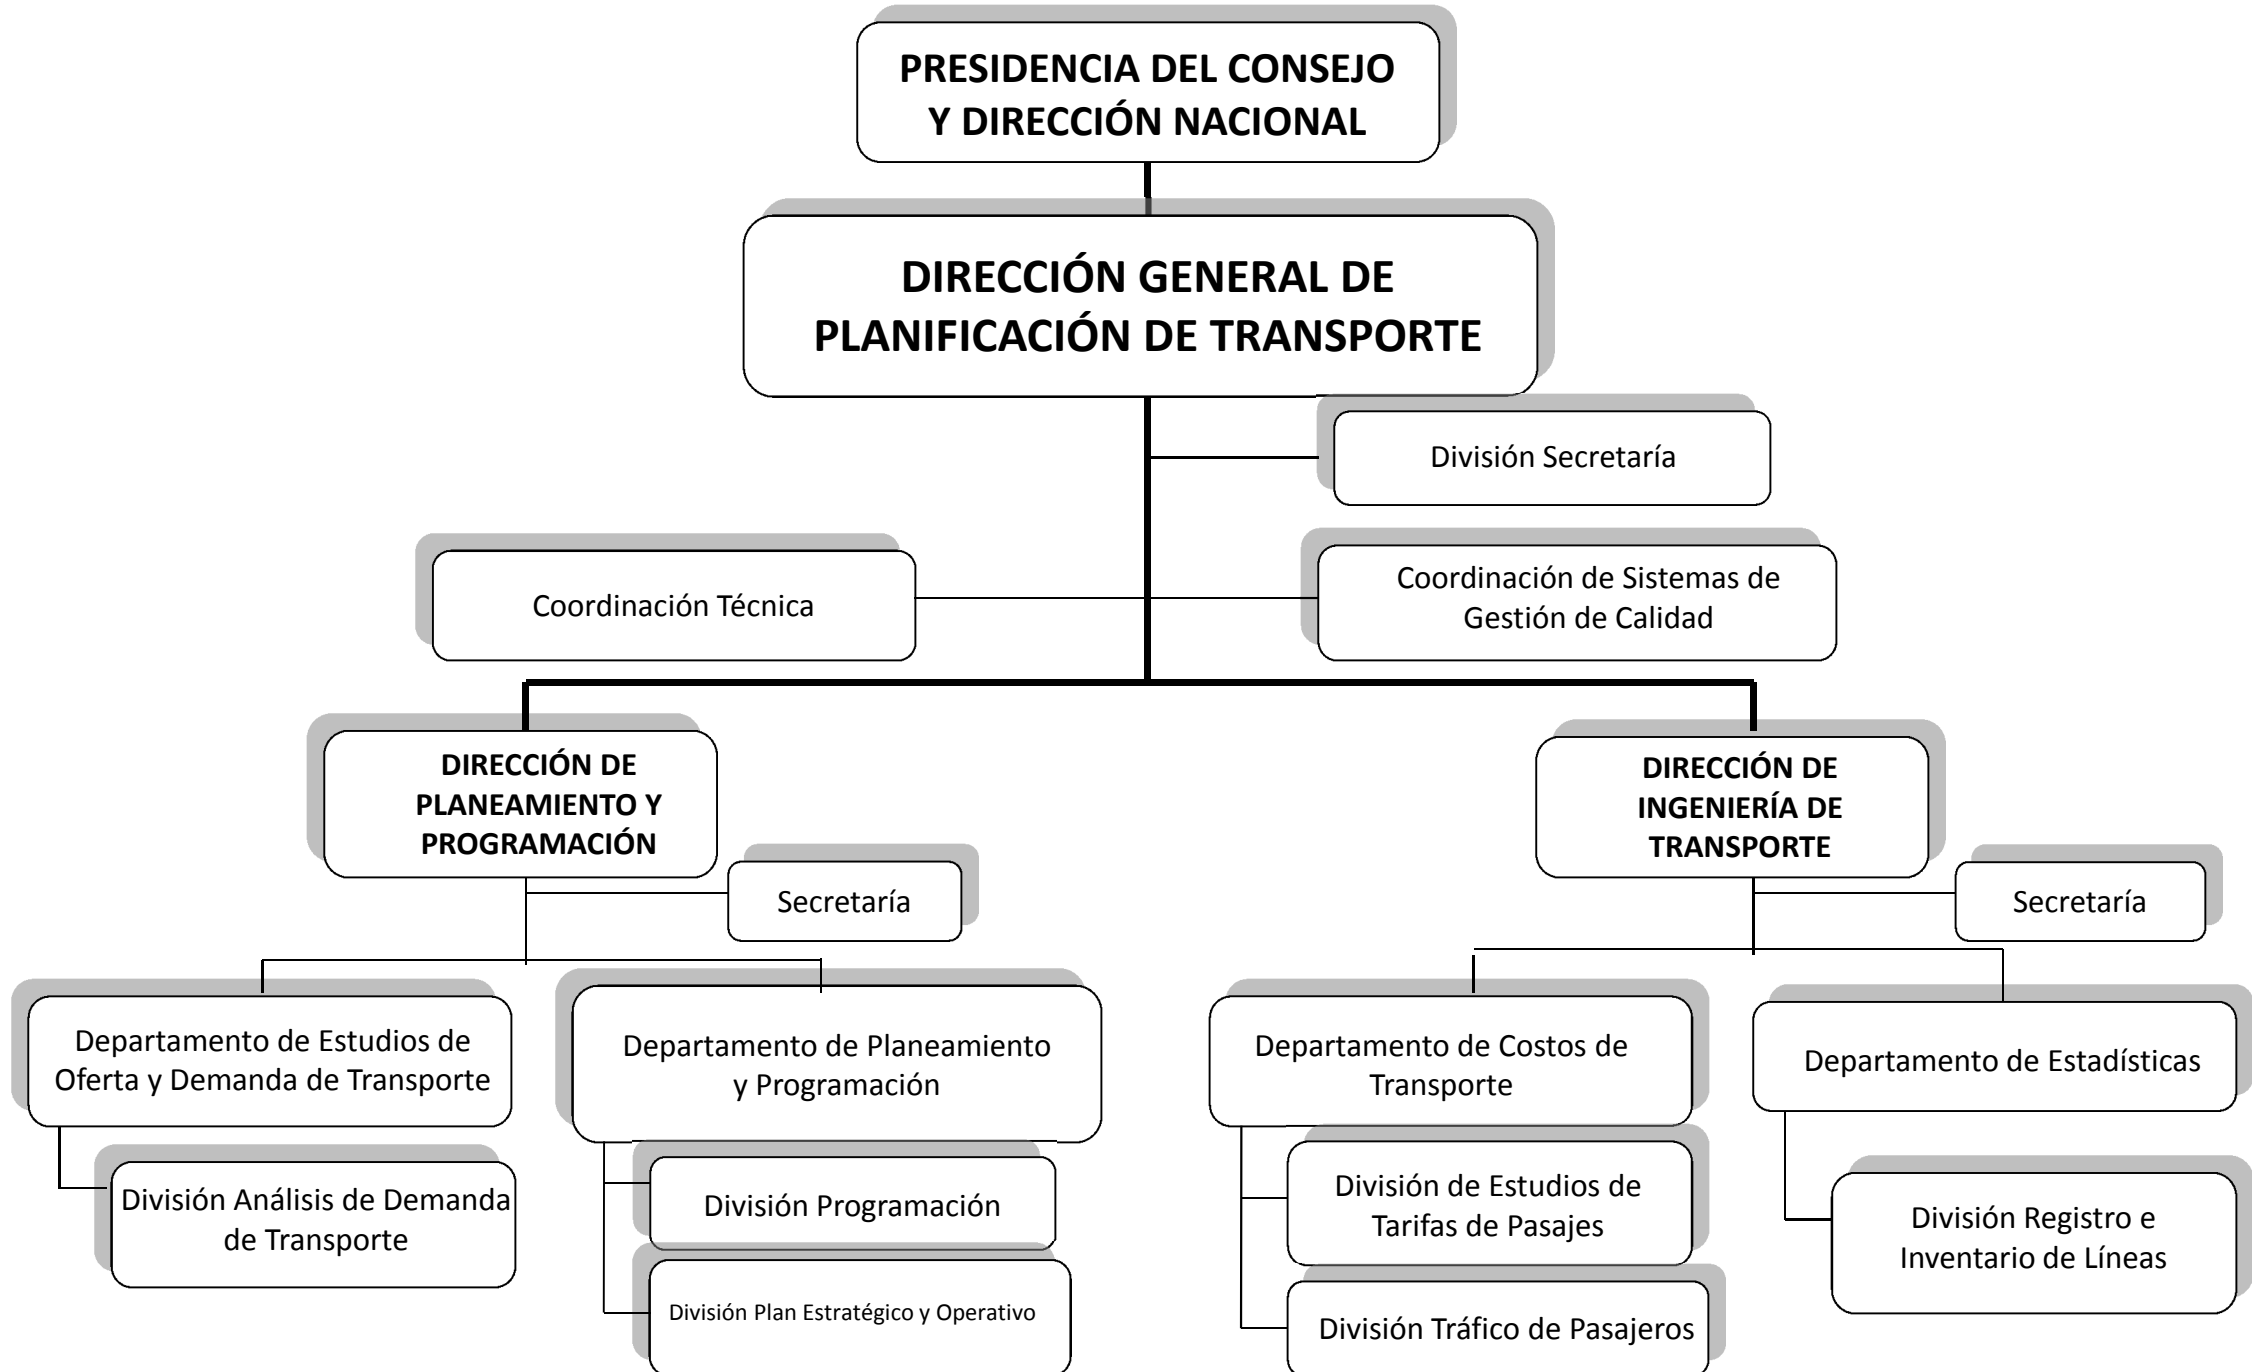 PRESIDENCIA DEL CONSEJO
Y DIRECCIÓN NACIONAL
DIRECCIÓN GENERAL DE
PLANIFICACIÓN DE TRANSPORTE
División Secretaría
Coordinación Técnica
Coordinación de Sistemas de
Gestión de Calidad
DIRECCIÓN DE
PLANEAMIENTO Y
PROGRAMACIÓN
DIRECCIÓN DE
INGENIERÍA DE
TRANSPORTE
Secretaría
Secretaría
Departamento de Estudios de
Oferta y Demanda de Transporte
Departamento de Planeamiento
y Programación
Departamento de Costos de
Transporte
Departamento de Estadísticas
División Análisis de Demanda
de Transporte
División Programación
División Plan Estratégico y Operativo
División de Estudios de
Tarifas de Pasajes
División Tráfico de Pasajeros
División Registro e
Inventario de Líneas